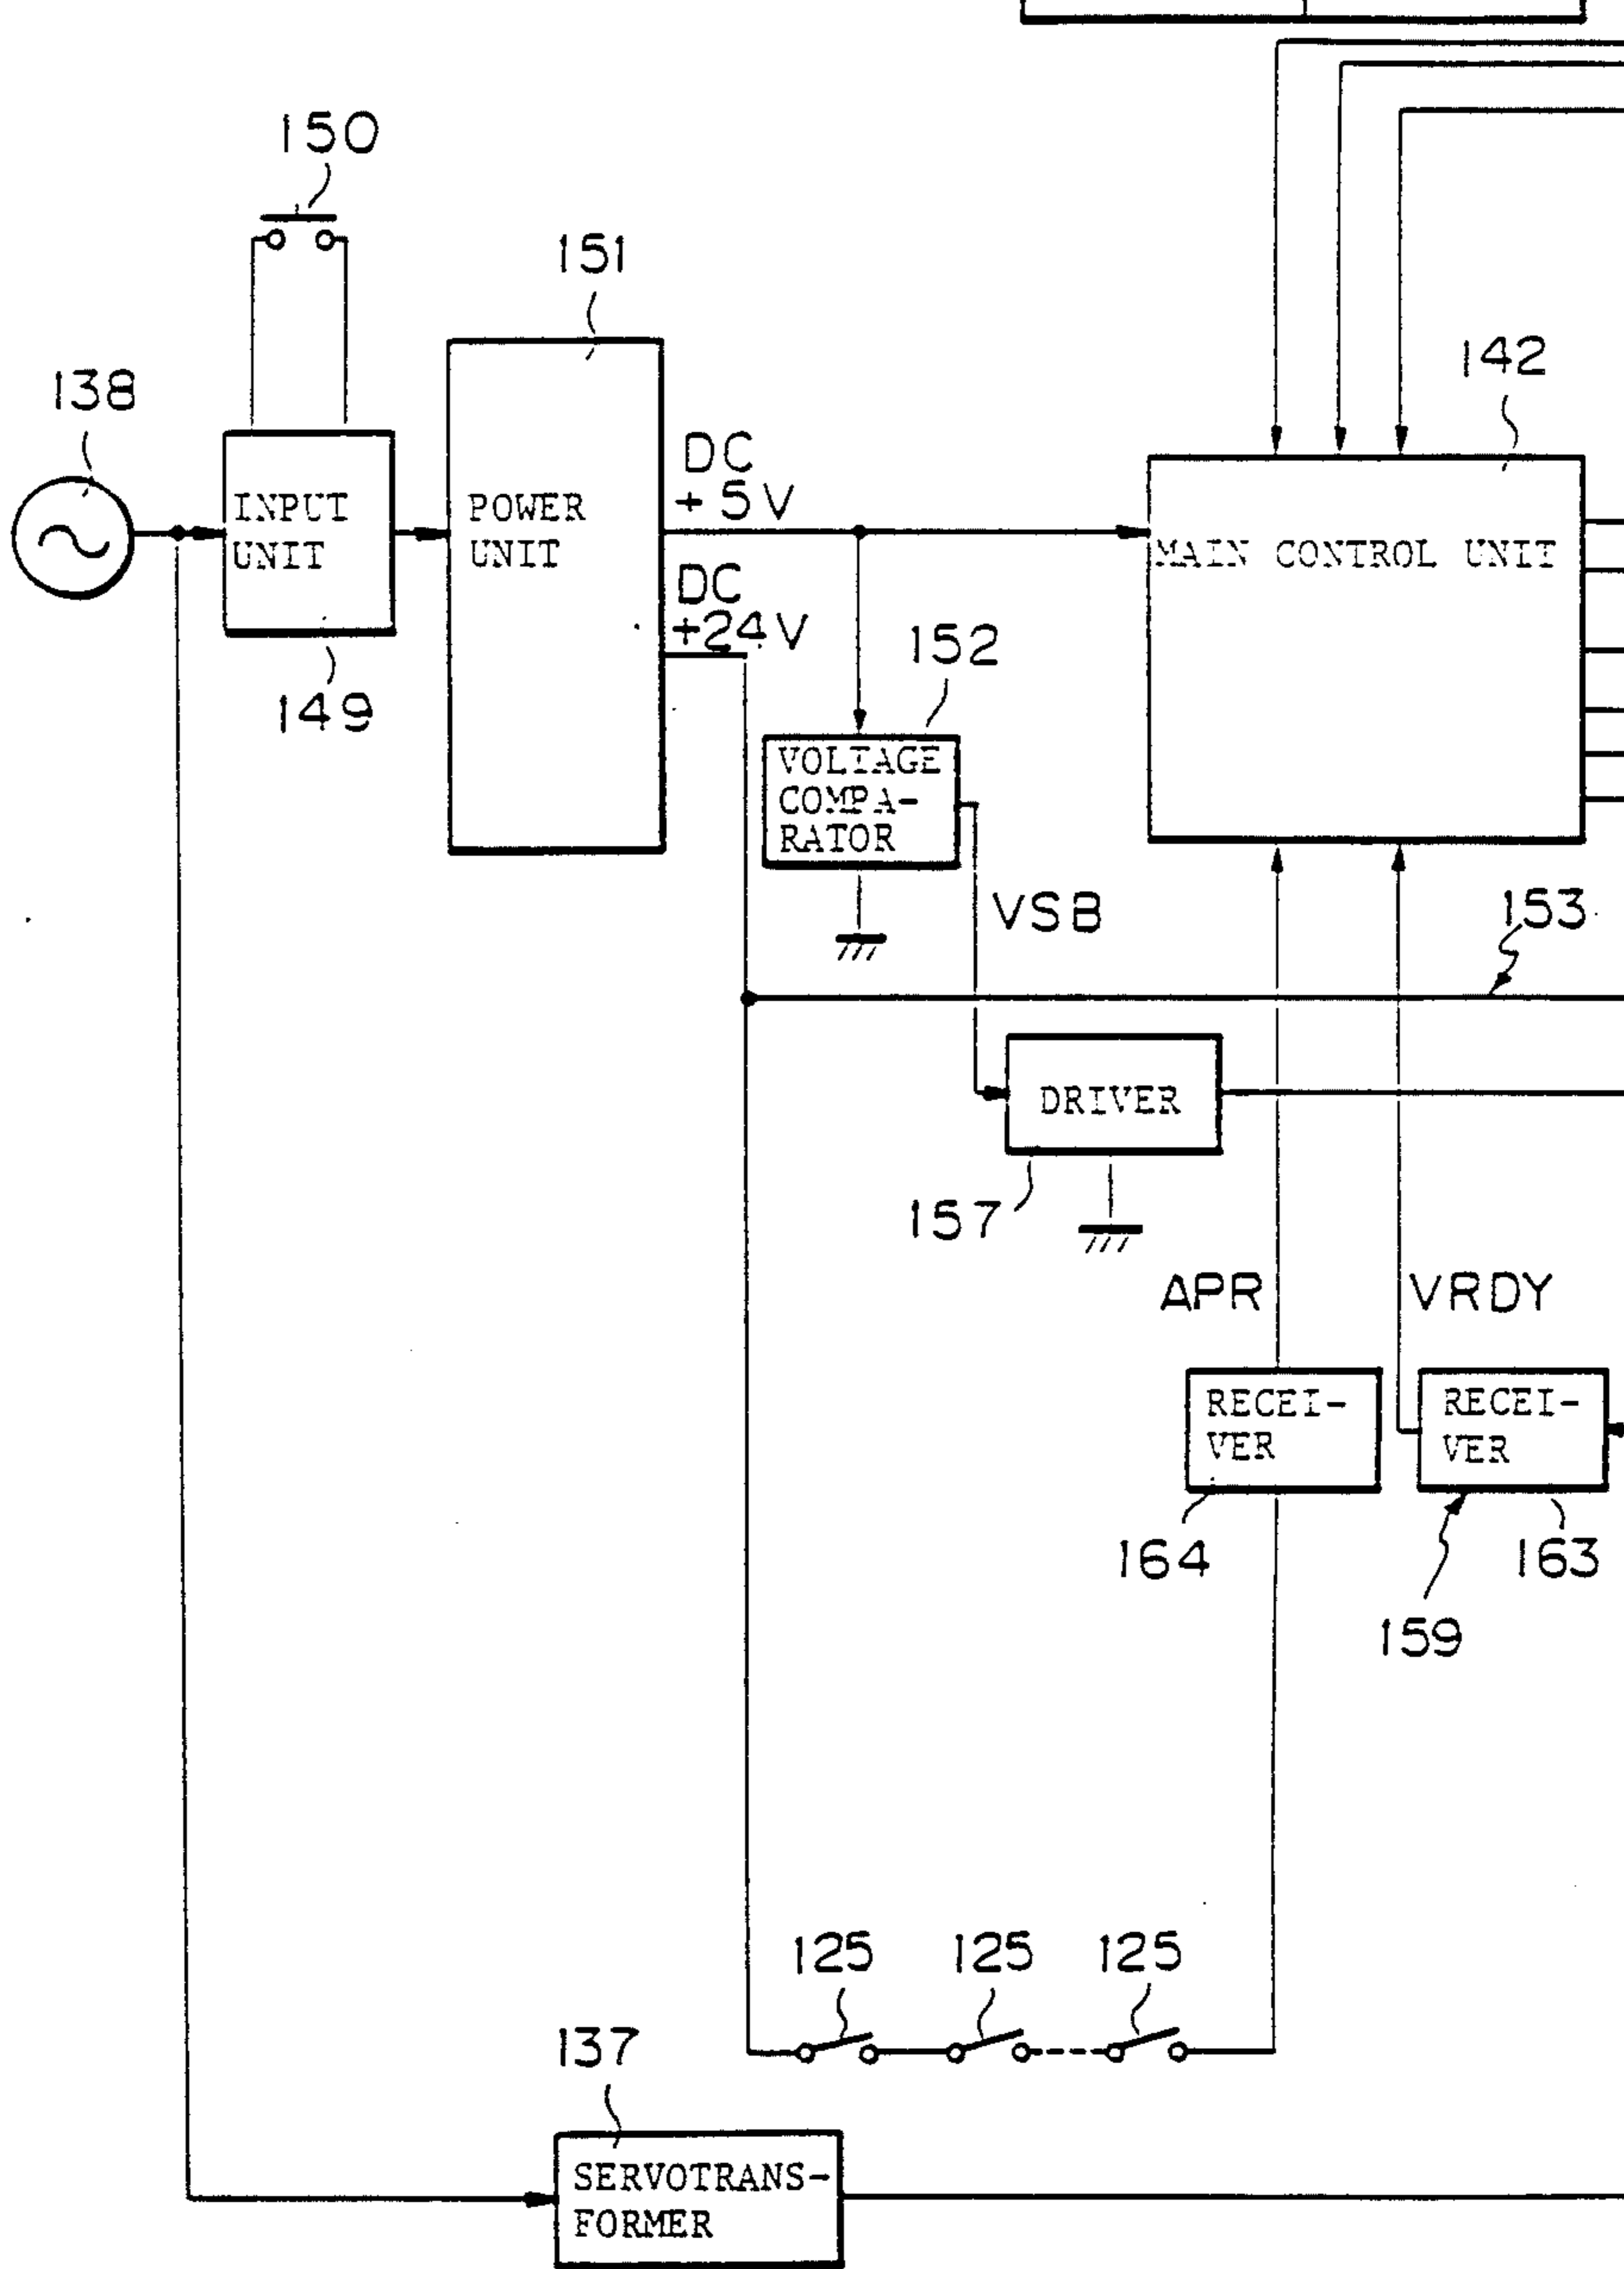 150
151
138
142
INPUT
UNIT
POWER
UNIT
DC
+5V
MAIN CONTROL UNIT
DC
+24V
152
149
VOLTAGE
COMPA-
RATOR
VSB
153
DRIVER
157
APR
VRDY
RECEI-
VER
RECEI-
VER
164
163
159
125
125
125
137
SERVOTRANS-
FORMER